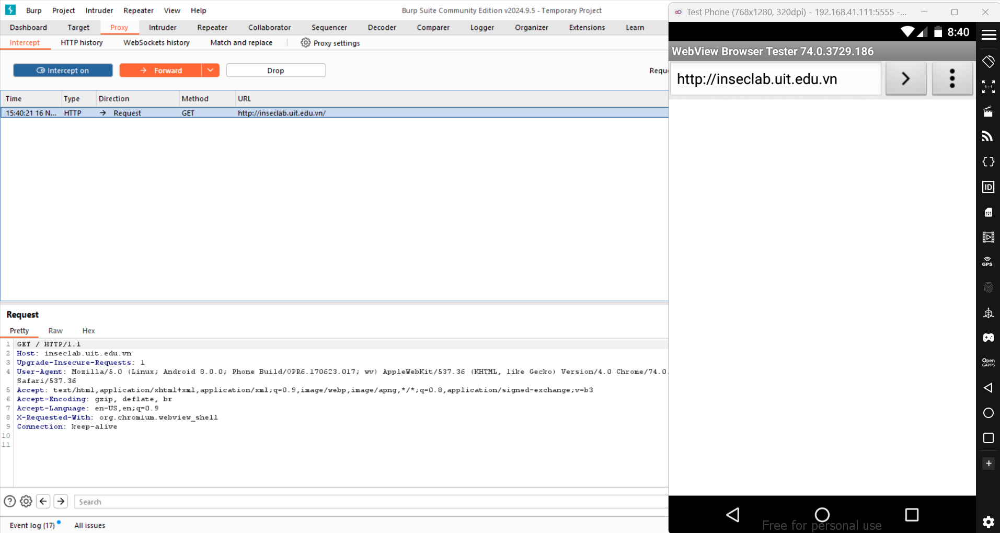 Burp Project Intruder Repeater View Help
Burp Suite Community Edition v2024.9.5 - Temporary Project
Dashboard Target Proxy Intruder Repeater Collaborator Sequencer Decoder Comparer Logger Organizer Extensions Learn
Intercept HTTP history WebSockets history Match and replace Proxy settings
Intercept on Forward Drop
Time Type Direction Method URL
15:40:21 16 N... HTTP → Request GET http://inseclab.uit.edu.vn/
Request
Pretty Raw Hex
1 GET / HTTP/1.1
2 Host: inseclab.uit.edu.vn
3 Upgrade-Insecure-Requests: 1
4 User-Agent: Mozilla/5.0 (Linux; Android 8.0.0; Phone Build/OPR6.170623.017; wv) AppleWebKit/537.36 (KHTML, like Gecko) Version/4.0 Chrome/74.0.
Safari/537.36
5 Accept: text/html,application/xhtml+xml,application/xml;q=0.9,image/webp,image/apng,*/*;q=0.8,application/signed-exchange;v=b3
6 Accept-Encoding: gzip, deflate, br
7 Accept-Language: en-US,en;q=0.9
8 X-Requested-With: org.chromium.webview_shell
9 Connection: keep-alive
10
11
Search
Event log (17) All issues
Test Phone (768x1280, 320dpi) - 192.168.41.111:5555 -...
8:40
WebView Browser Tester 74.0.3729.186
http://inseclab.uit.edu.vn
1:1
ID
GPS
Open
GAPPS
Free for personal use